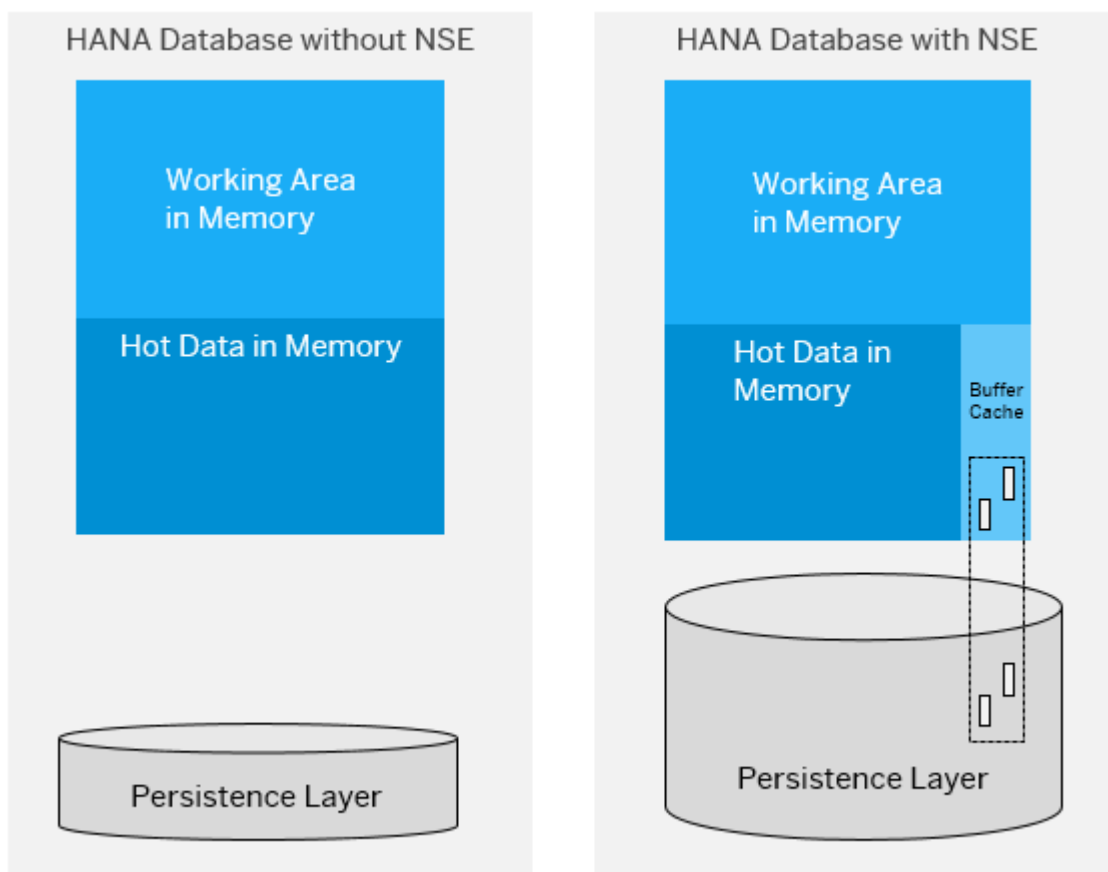 HANA Database without NSE
Working Area
in Memory
Hot Data in Memory
Persistence Layer
HANA Database with NSE
Working Area
in Memory
Hot Data in
Memory
Buffer
Cache
Persistence Layer